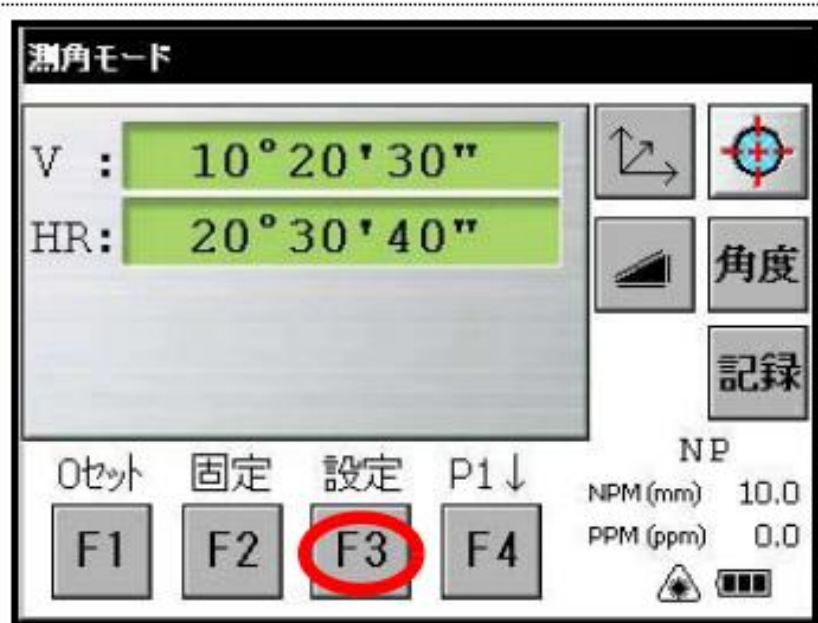 測角モード
V : 10°20'30"
HR: 20°30'40"
角度
記録
0セット 固定 設定 P1↓
F1 F2 F3 F4
NP
NPM (mm) 10.0
PPM (ppm) 0.0